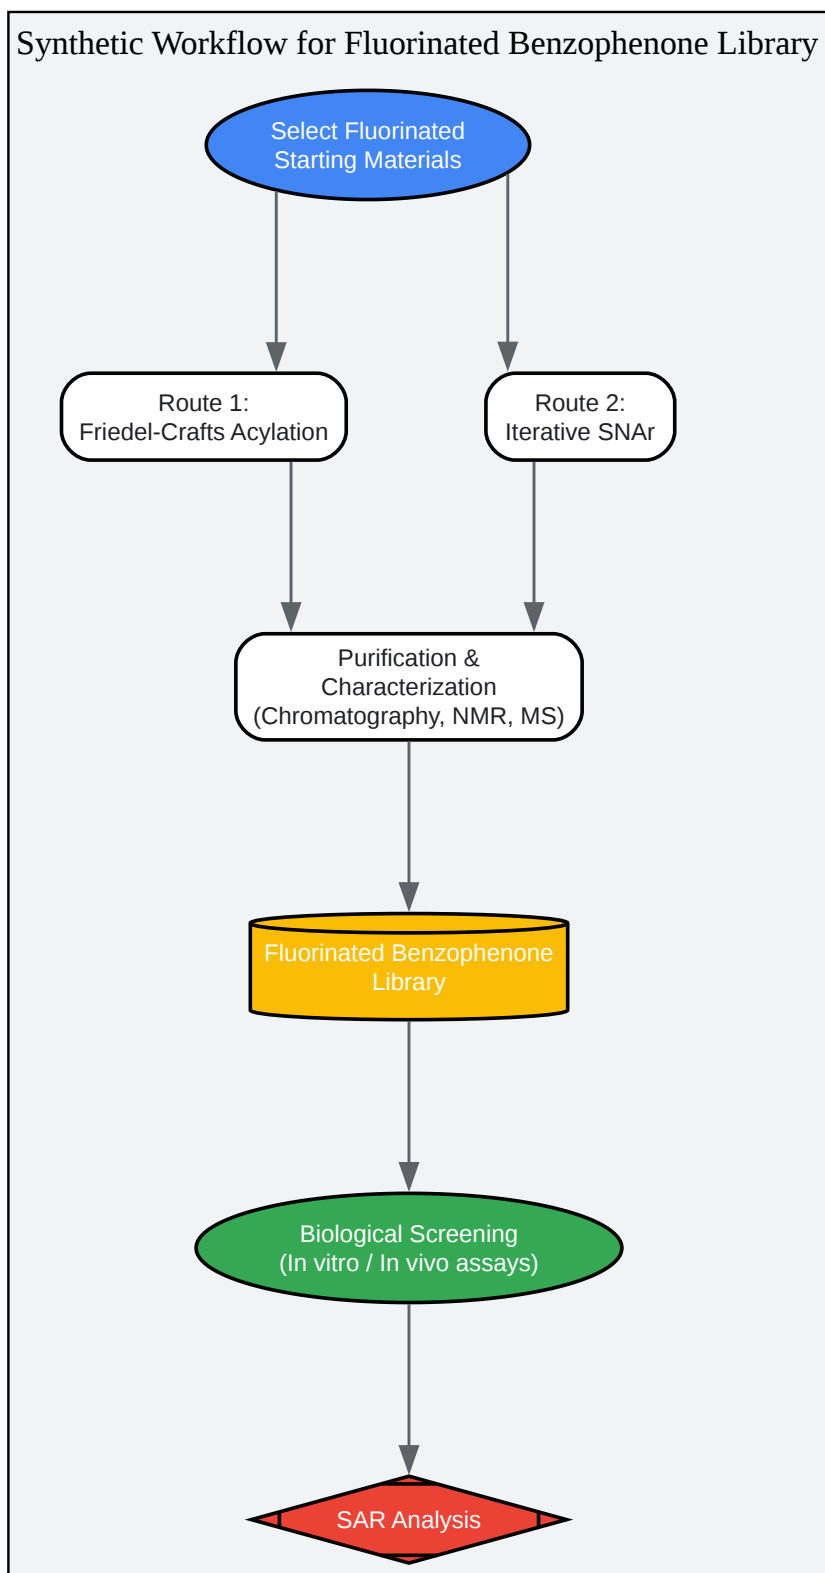 Synthetic Workflow for Fluorinated Benzophenone Library
Select Fluorinated
Starting Materials
Route 1:
Friedel-Crafts Acylation
Route 2:
Iterative SNAr
Purification &
Characterization
(Chromatography, NMR, MS)
Fluorinated Benzophenone
Library
Biological Screening
(In vitro / In vivo assays)
SAR Analysis